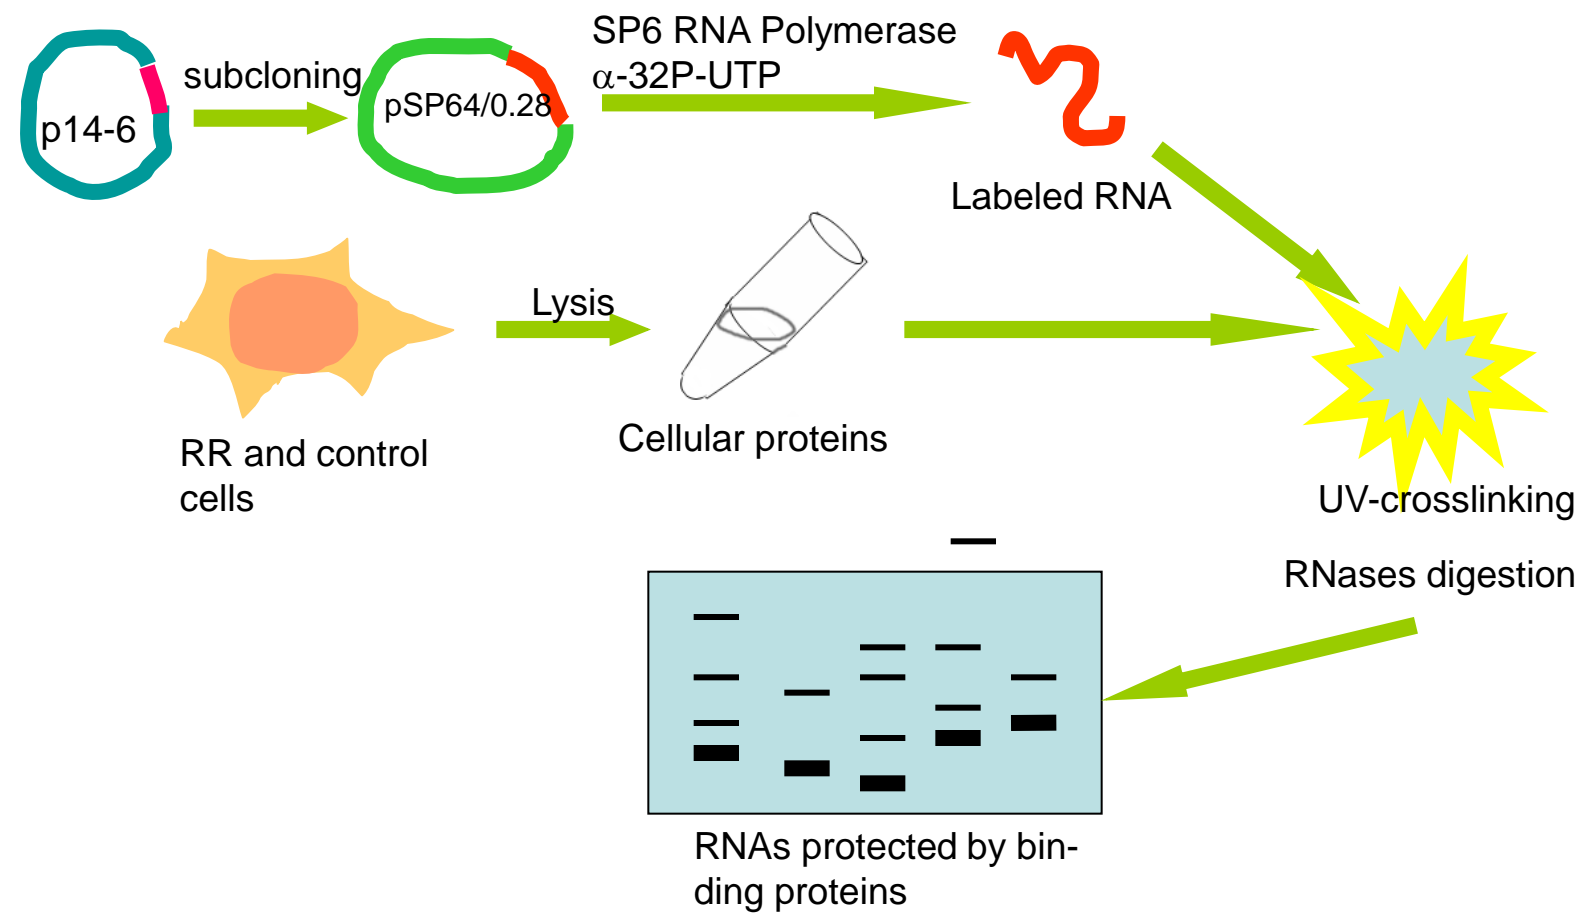 SP6 RNA Polymerase
α-32P-UTP
subcloning
p14-6
pSP64/0.28
Labeled RNA
Lysis
RR and control
cells
Cellular proteins
UV-crosslinking
RNases digestion
RNAs protected by bin-
ding proteins